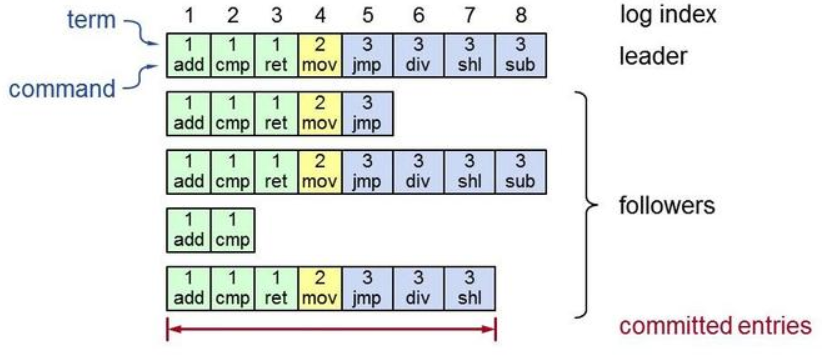 1 2 3 4 5 6 7 8 log index
term
1 1 1 2 3 3 3 3
add cmp ret mov jmp div shl sub
leader
command
1 1 1 2 3
add cmp ret mov jmp
1 1 1 2 3 3 3 3
add cmp ret mov jmp div shl sub
followers
1 1
add cmp
1 1 1 2 3 3 3
add cmp ret mov jmp div shl
committed entries